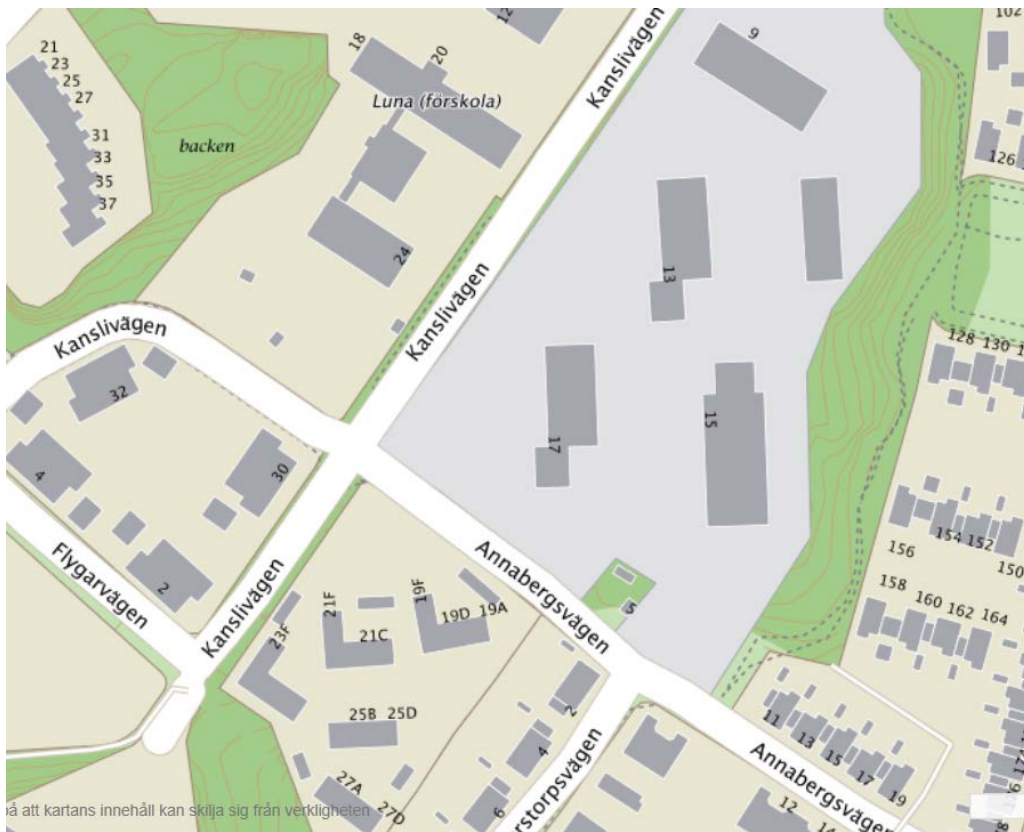 102
18
20
12
9
21
23
25
27
31
33
35
37
Luna (förskola)
backen
Kanslivägen
126
24
13
Kanslivägen
Kanslivägen
32
128 130
17
15
4
30
154 152
156
150
Flygarvägen
2
Kanslivägen
Annabergsvägen
158
160 162 164
5
21F
19F
19D 19A
21C
23F
25B 25D
2
4
11
13
15
17
19
Annabergsvägen
27A
27D
6
rstorpsvägen
12
å att kartans innehåll kan skilja sig från verkligheten